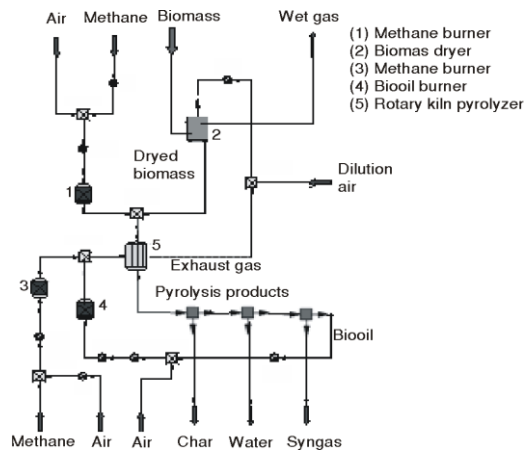 Air Methane Biomass Wet gas
(1) Methane burner
(2) Biomas dryer
(3) Methane burner
(4) Biooil burner
(5) Rotary kiln pyrolyzer
2
Dryed
biomass
Dilution
air
1
5
Exhaust gas
3
4
Pyrolysis products
Biooil
Methane Air Air Char Water Syngas